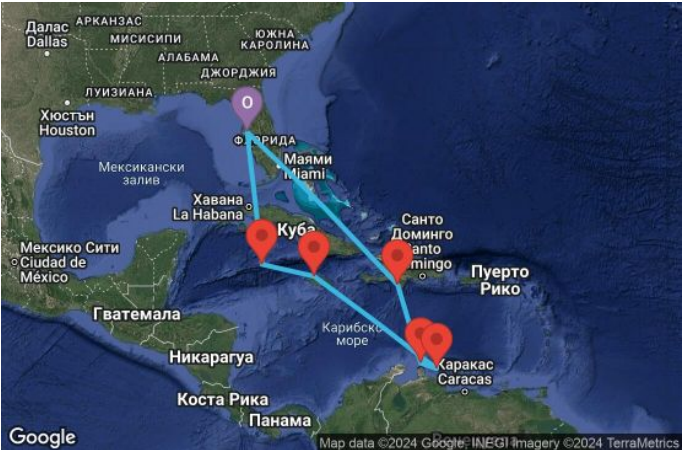 Далас
Dallas
АРКАНЗАС
МИСИСИПИ
АЛАБАМА
ЮЖНА
КАРОЛИНА
ДЖОРДЖИЯ
ЛУИЗИАНА
Хюстън
Houston
O
ФЛОРИДА
Маями
Miami
Мексикански
залив
Хавана
La Habana
Куба
Санто
Доминго
Santo
Domingo
Мексико Сити
Ciudad de
México
Пуерто
Рико
Гватемала
Карибско
море
Никарагуа
Каракас
Caracas
Коста Рика
Панама
Google
Map data ©2024 Google, INEGI Imagery ©2024 TerraMetrics